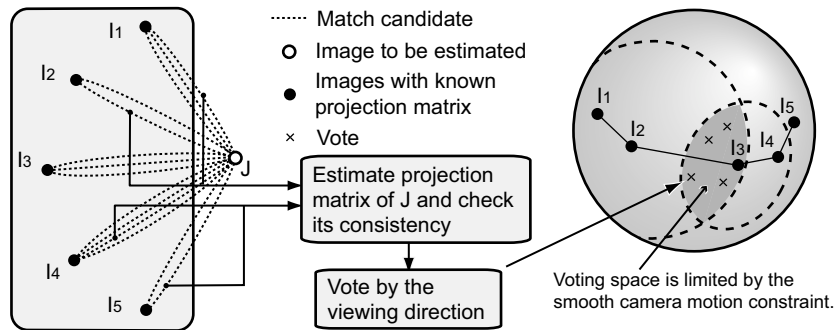 I1
I2
I3
I4
I5
J
Match candidate
Image to be estimated
Images with known
projection matrix
Vote
Estimate projection
matrix of J and check
its consistency
Vote by the
viewing direction
I1
I2
I3
I4
I5
Voting space is limited by the
smooth camera motion constraint.